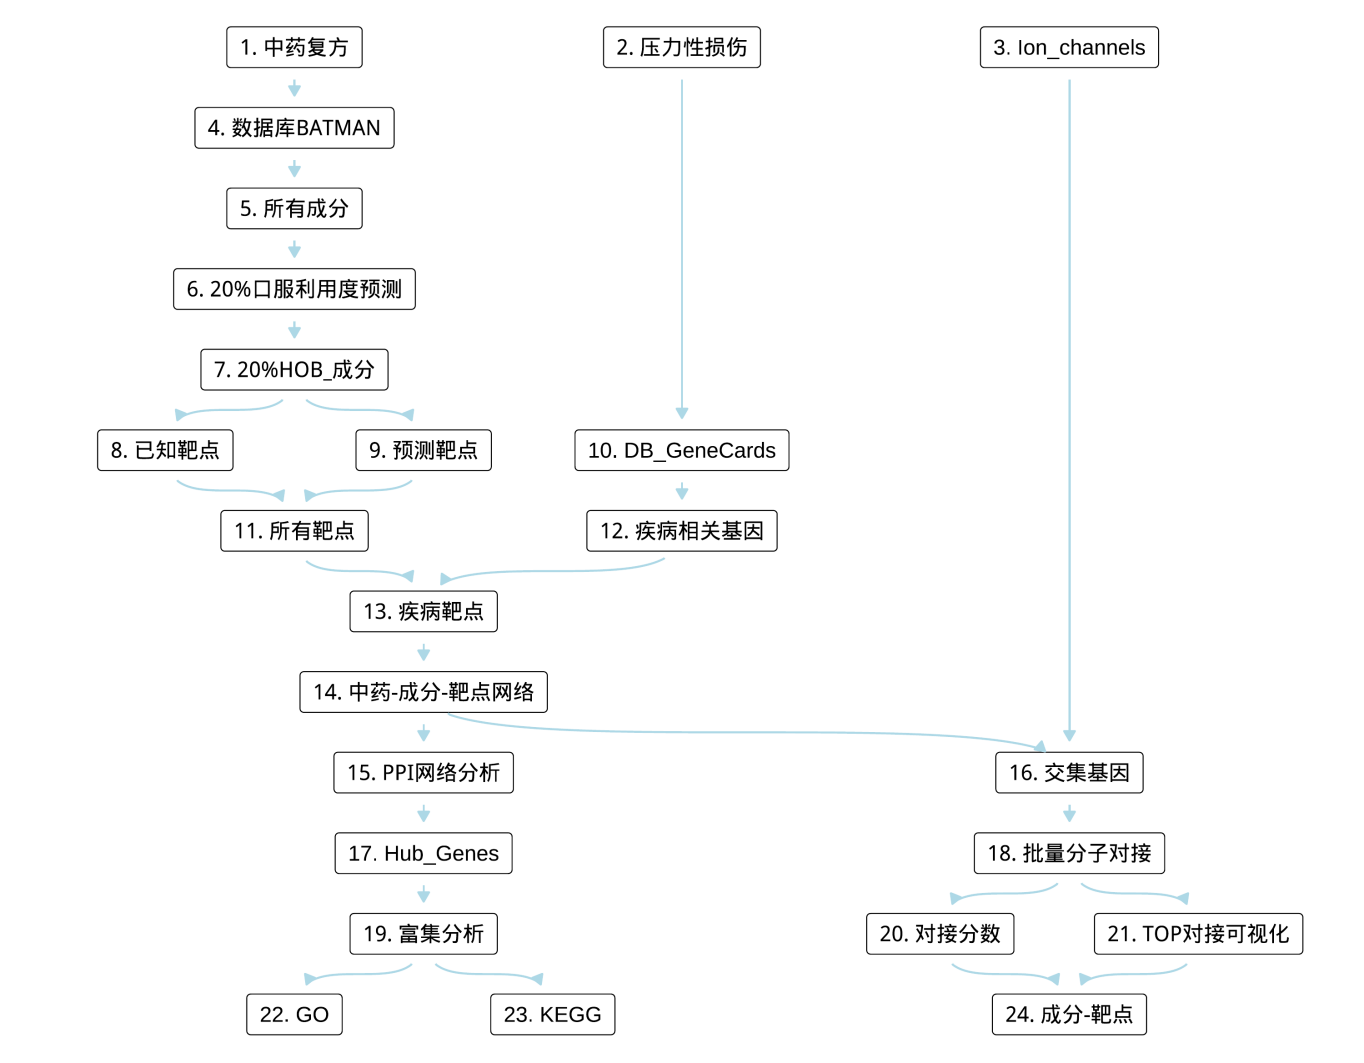 1. 中药复方
2. 压力性损伤
3. Ion_channels
4. 数据库BATMAN
5. 所有成分
6. 20%口服利用度预测
7. 20%HOB_成分
8. 已知靶点
9. 预测靶点
10. DB_GeneCards
11. 所有靶点
12. 疾病相关基因
13. 疾病靶点
14. 中药-成分-靶点网络
15. PPI网络分析
16. 交集基因
17. Hub_Genes
18. 批量分子对接
19. 富集分析
20. 对接分数
21. TOP对接可视化
22. GO
23. KEGG
24. 成分-靶点